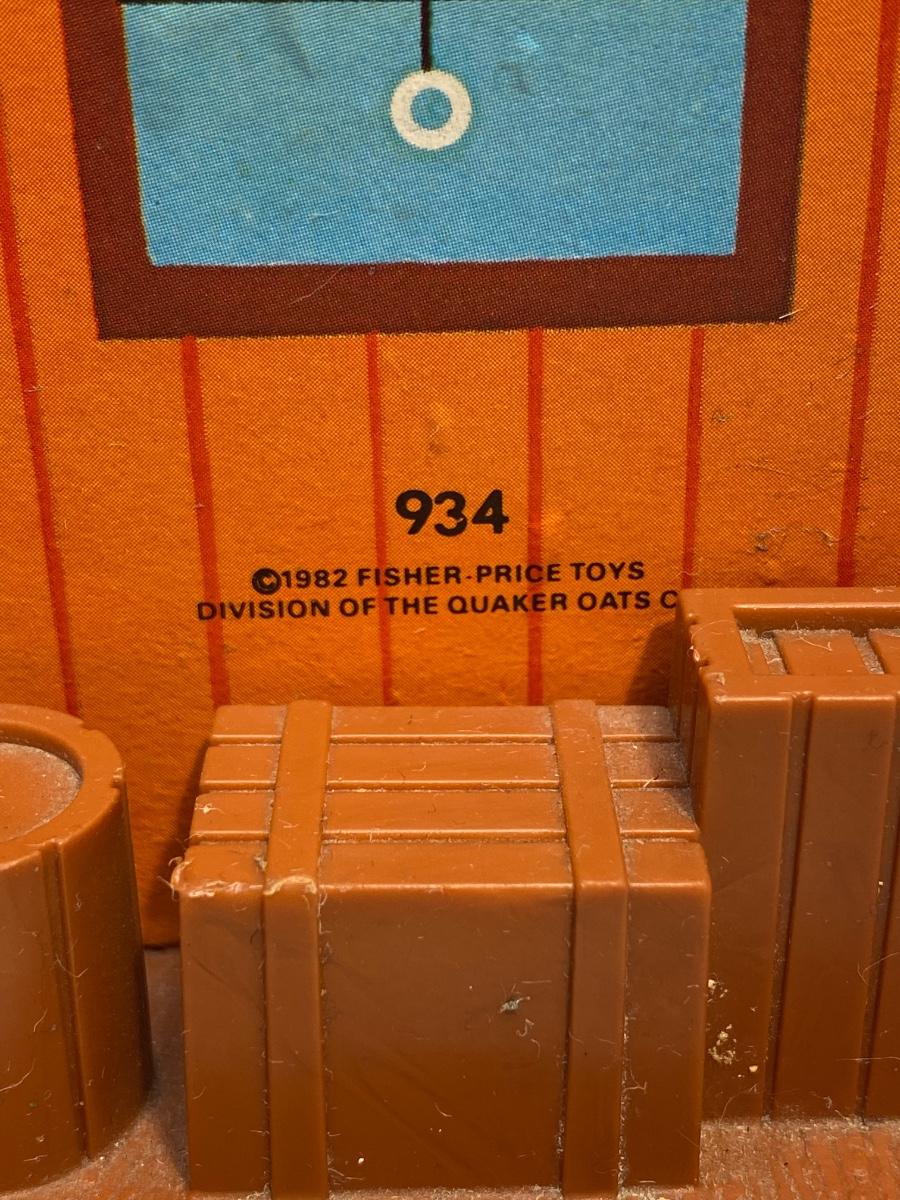 934
©1982 FISHER-PRICE TOYS
DIVISION OF THE QUAKER OATS